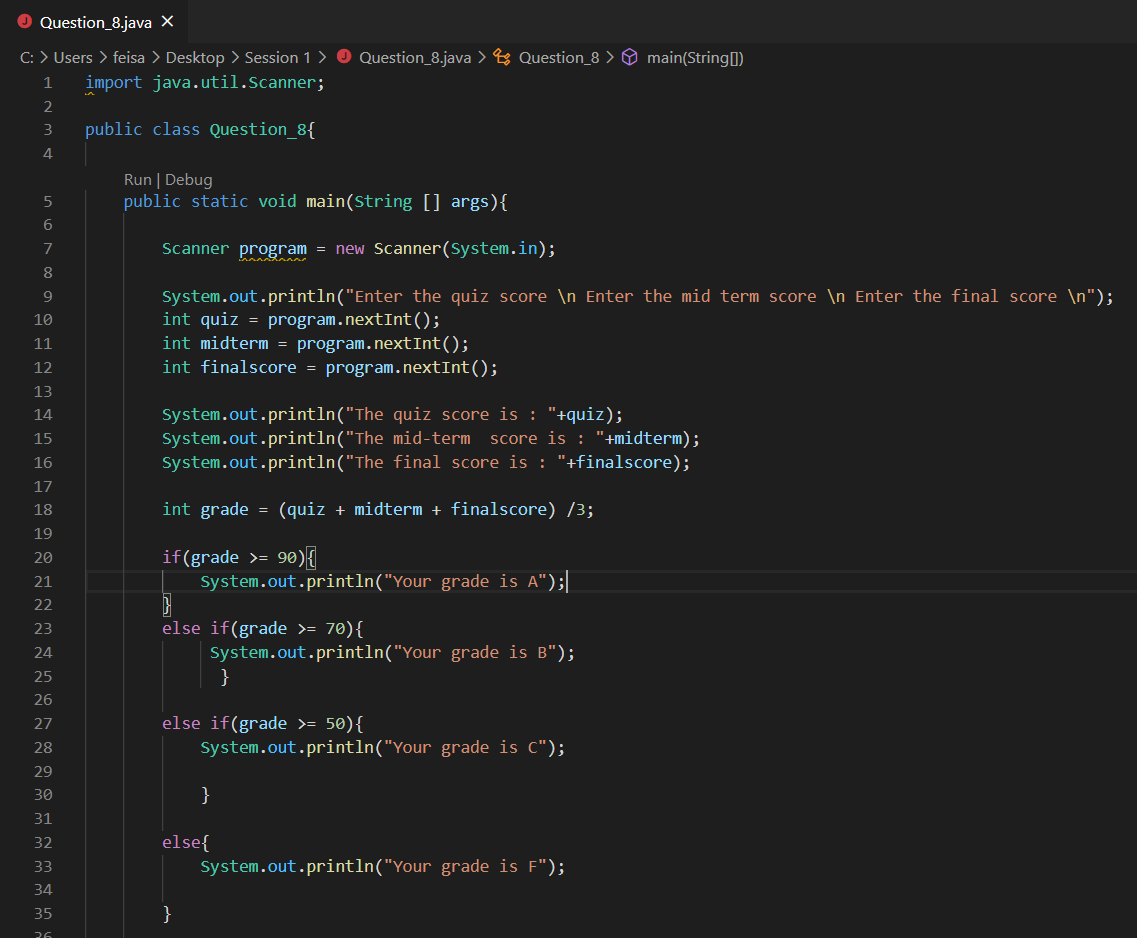 Question_8.java
C: > Users > feisa > Desktop > Session 1 > Question_8.java > Question_8 > main(String[])
1 import java.util.Scanner;
2
3 public class Question_8{
4
Run | Debug
5 public static void main(String [] args){
6
7 Scanner program = new Scanner(System.in);
8
9 System.out.println("Enter the quiz score \n Enter the mid term score \n Enter the final score \n");
10 int quiz = program.nextInt();
11 int midterm = program.nextInt();
12 int finalscore = program.nextInt();
13
14 System.out.println("The quiz score is : "+quiz);
15 System.out.println("The mid-term  score is : "+midterm);
16 System.out.println("The final score is : "+finalscore);
17
18 int grade = (quiz + midterm + finalscore) /3;
19
20 if(grade >= 90){
21 System.out.println("Your grade is A");
22 }
23 else if(grade >= 70){
24 System.out.println("Your grade is B");
25 }
26
27 else if(grade >= 50){
28 System.out.println("Your grade is C");
29
30 }
31
32 else{
33 System.out.println("Your grade is F");
34
35 }
36